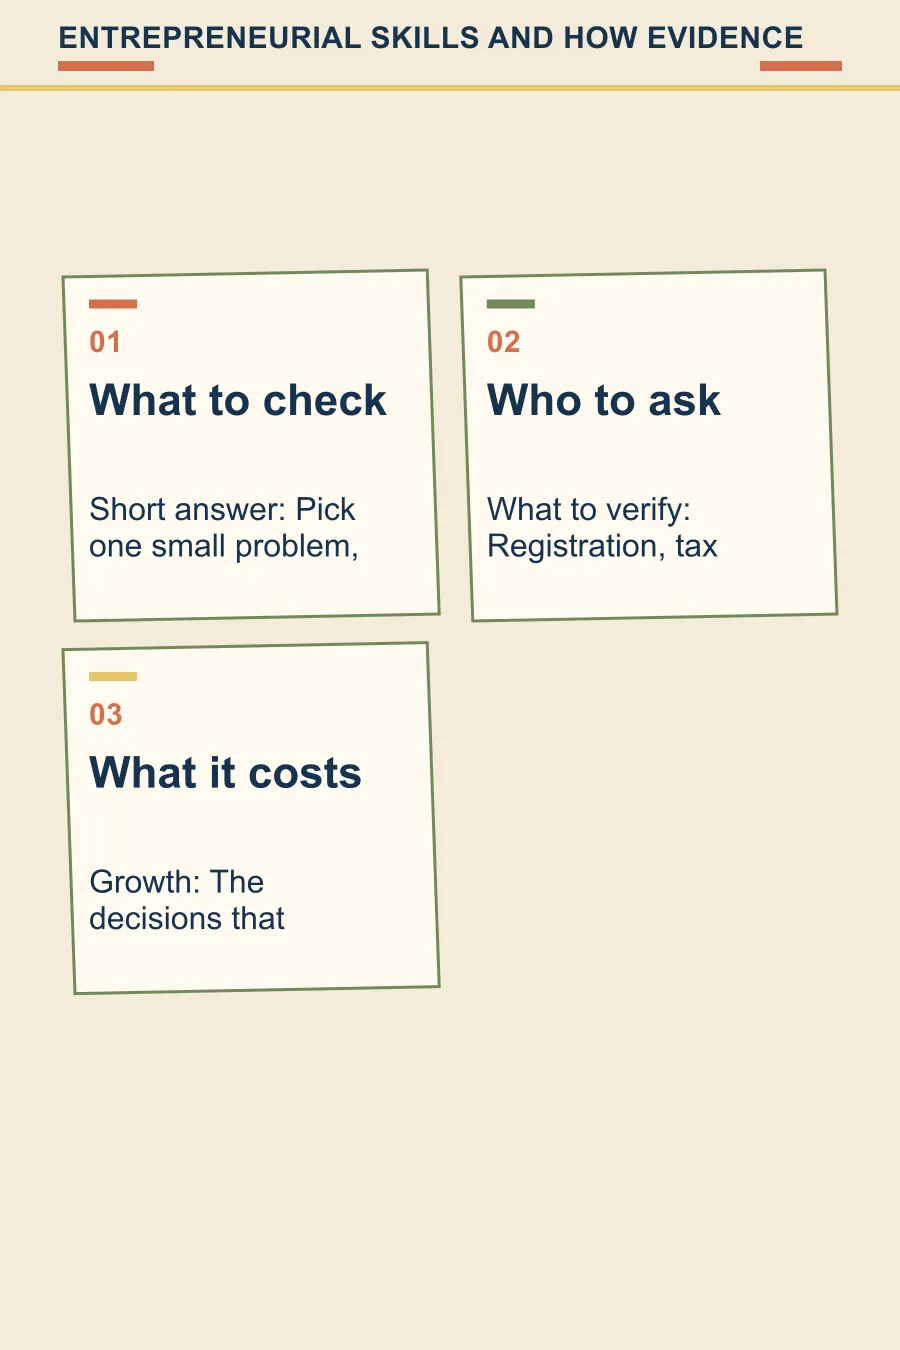 ENTREPRENEURIAL SKILLS AND HOW EVIDENCE
01
What to check
Short answer: Pick
one small problem,
02
Who to ask
What to verify:
Registration, tax
03
What it costs
Growth: The
decisions that